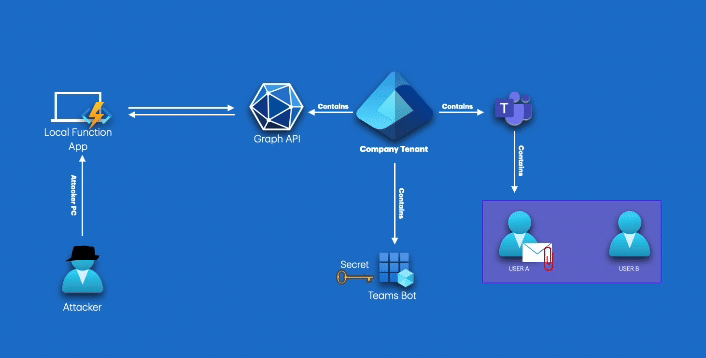 Local Function
App
Graph API
Contains
Company Tenant
Contains
T
Attacker PC
Contains
Contains
Attacker
Secret
Teams Bot
USER A
USER B